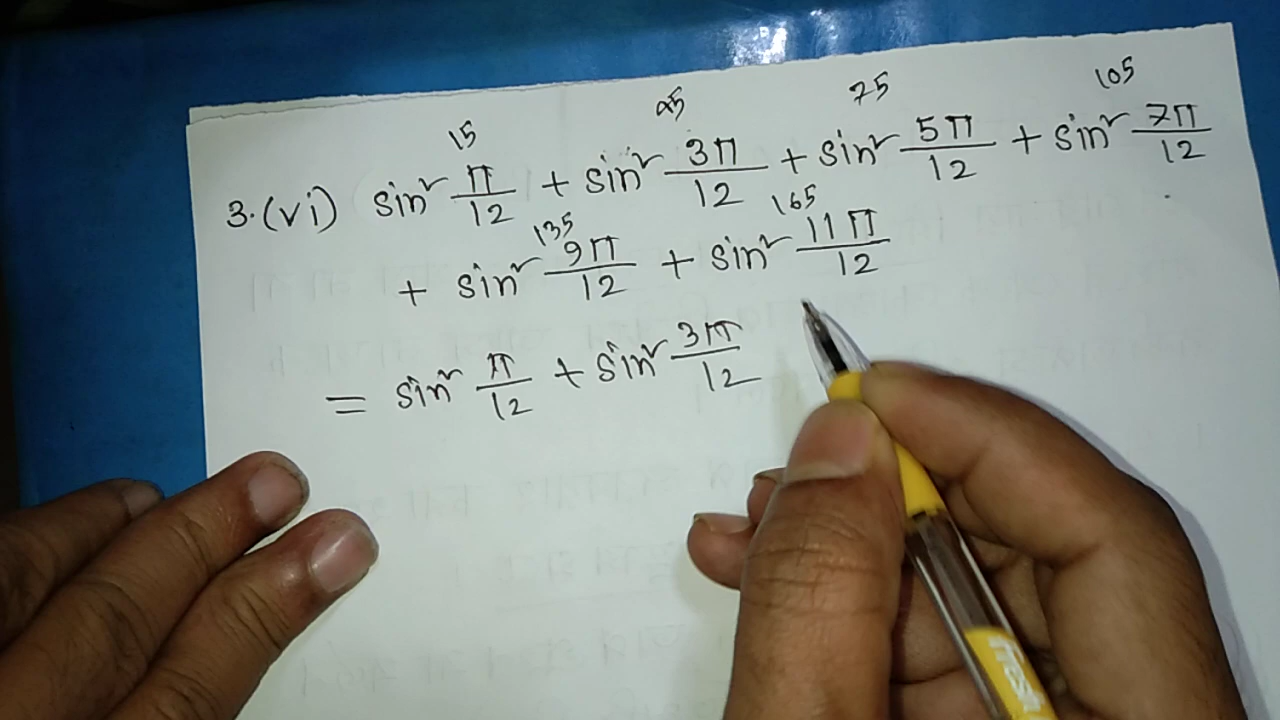 15 45 75 105
3.(vi) sin² π/12 + sin² 3π/12 + sin² 5π/12 + sin² 7π/12
135 165
+ sin² 9π/12 + sin² 11π/12
= sin² π/12 + sin² 3π/12